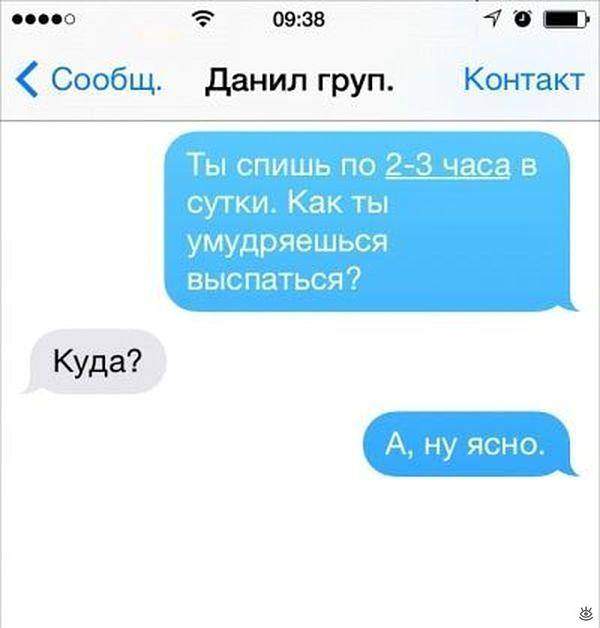 09:38
Сообщ. Данил груп. Контакт
Ты спишь по 2-3 часа в
сутки. Как ты
умудряешься
выспаться?
Куда?
А, ну ясно.